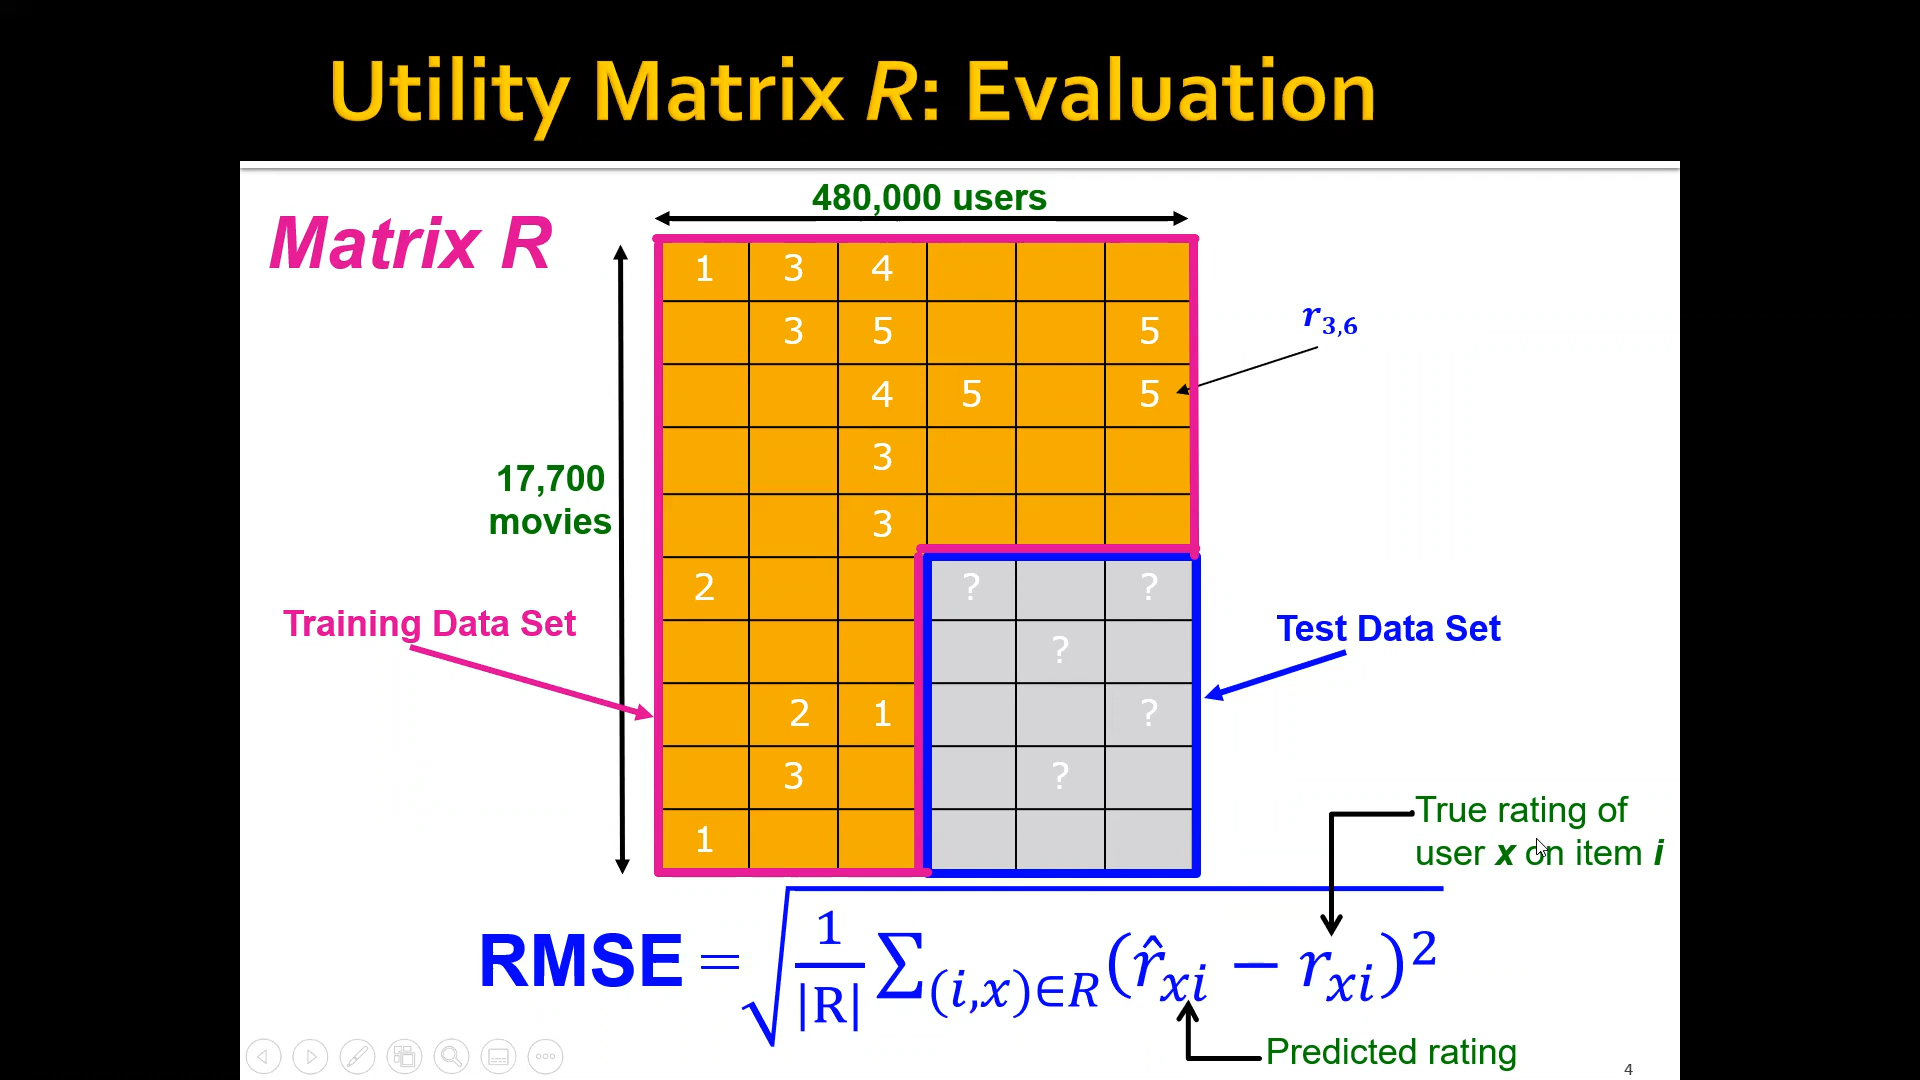 Utility Matrix R: Evaluation
480,000 users
Matrix R
1 3 4
3 5 5
r3,6
4 5 5
3
17,700
movies
3
2 ? ?
Training Data Set
Test Data Set
?
2 1 ?
3 ?
1
True rating of
user x on item i
RMSE = √(1/|R| ∑(i,x)∈R (r̂xi − rxi)²)
Predicted rating
4